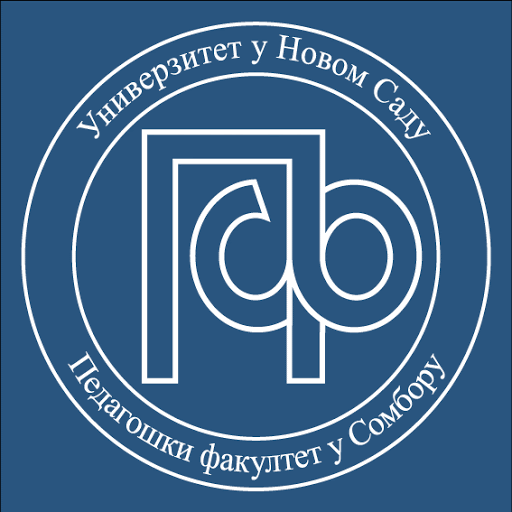 Универзитет у Новом Саду
Педагошки факултет у Сомбору